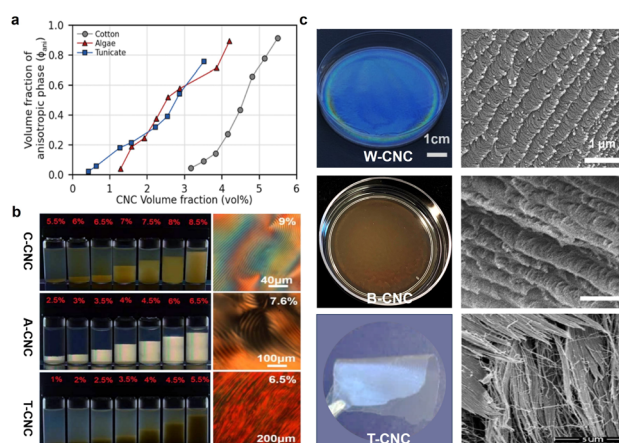 a
Cotton
Algae
Tunicate
Volume fraction of
anisotropic phase (ϕani)
1.0
0.8
0.6
0.4
0.2
0.0
0 1 2 3 4 5 6
CNC Volume fraction (vol%)
b
C-CNC
5.5% 6% 6.5% 7% 7.5% 8% 8.5%
9%
40μm
A-CNC
2.5% 3% 3.5% 4% 4.5% 6% 6.5%
7.6%
100μm
T-CNC
1% 2% 2.5% 3.5% 4% 4.5% 5.5%
6.5%
200μm
c
1cm
W-CNC
1 μm
B-CNC
T-CNC
5 μm